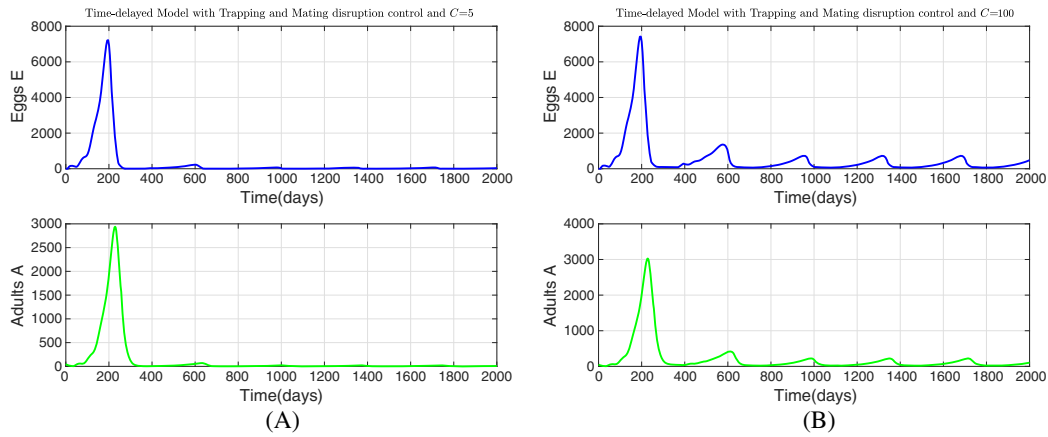 Time-delayed Model with Trapping and Mating disruption control and C=5
8000
6000
4000
2000
0
Eggs E
0 200 400 600 800 1000 1200 1400 1600 1800 2000
Time(days)
3000
2500
2000
1500
1000
500
0
Adults A
0 200 400 600 800 1000 1200 1400 1600 1800 2000
Time(days)
(A)
Time-delayed Model with Trapping and Mating disruption control and C=100
8000
6000
4000
2000
0
Eggs E
0 200 400 600 800 1000 1200 1400 1600 1800 2000
Time(days)
4000
3000
2000
1000
0
Adults A
0 200 400 600 800 1000 1200 1400 1600 1800 2000
Time(days)
(B)